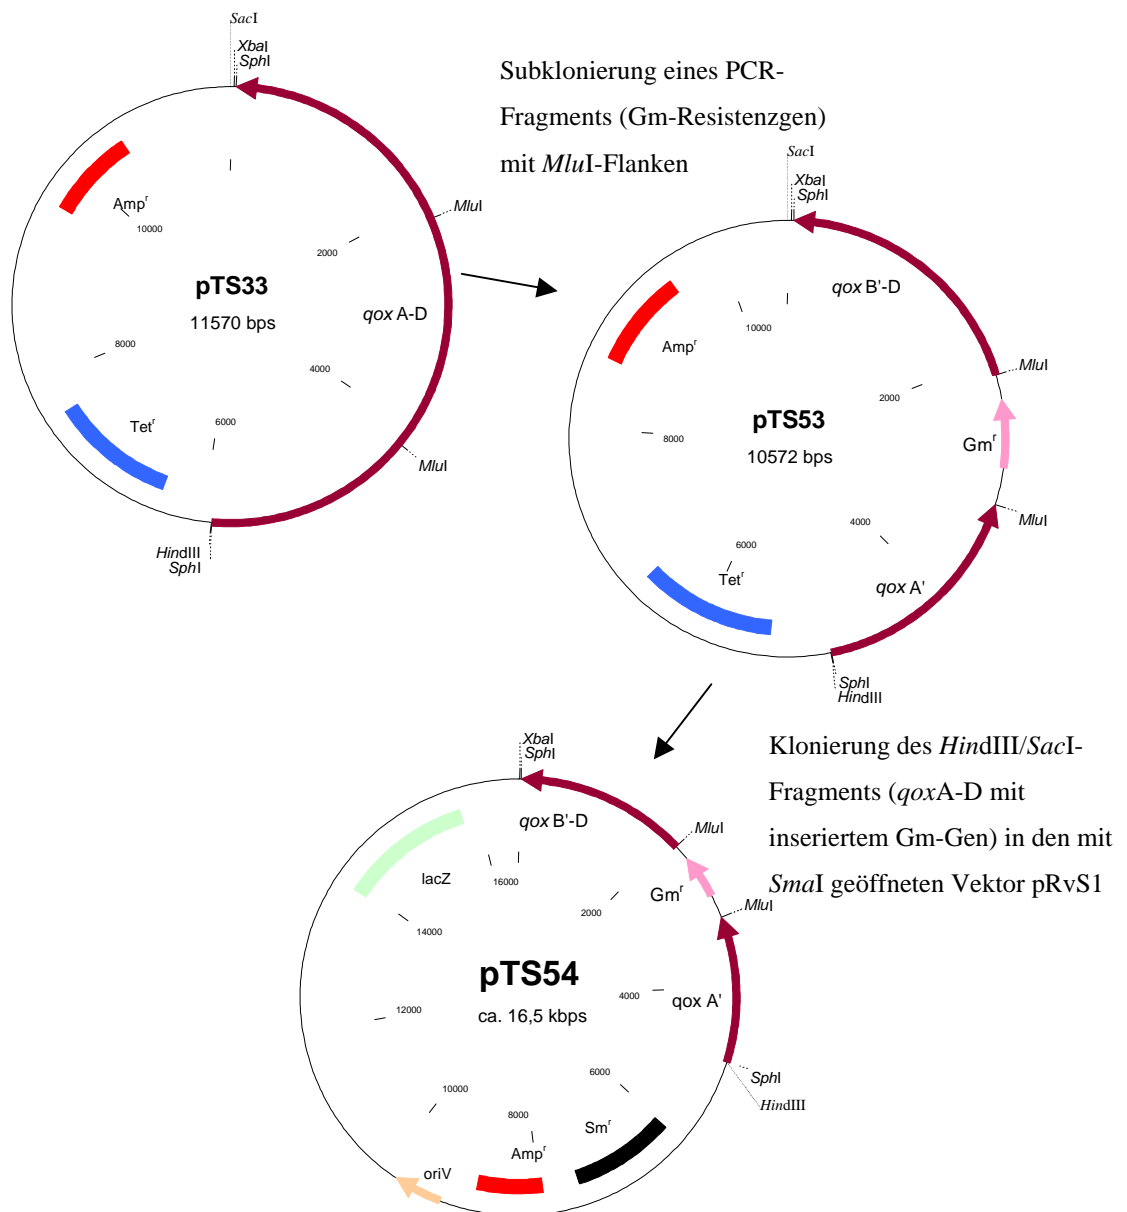 SacI
XbaI
SphI
Subklonierung eines PCR-
Fragments (Gm-Resistenzgen)
mit MluI-Flanken
Ampr
10000
MluI
2000
pTS33
11570 bps
qox A-D
8000
4000
Tetr
6000
MluI
HindIII
SphI
SacI
XbaI
SphI
qox B'-D
10000
Ampr
MluI
2000
pTS53
10572 bps
8000
Gmr
MluI
4000
6000
Tetr
qox A'
SphI
HindIII
Klonierung des HindIII/SacI-
Fragments (qoxA-D mit
inseriertem Gm-Gen) in den mit
SmaI geöffneten Vektor pRvS1
XbaI
SphI
qox B'-D
MluI
lacZ
16000
Gmr
2000
MluI
14000
pTS54
ca. 16,5 kbps
4000
qox A'
12000
SphI
HindIII
6000
10000
8000
Smr
Ampr
oriV